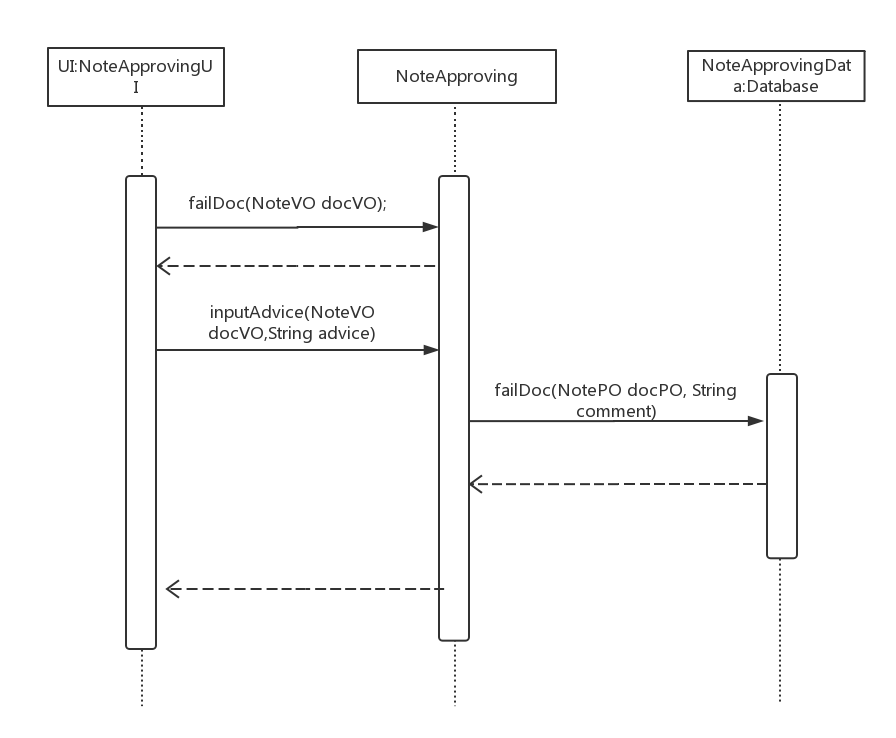 UI:NoteApprovingU
I
NoteApproving
NoteApprovingDat
a:Database
failDoc(NoteVO docVO);
inputAdvice(NoteVO
docVO,String advice)
failDoc(NotePO docPO, String
comment)